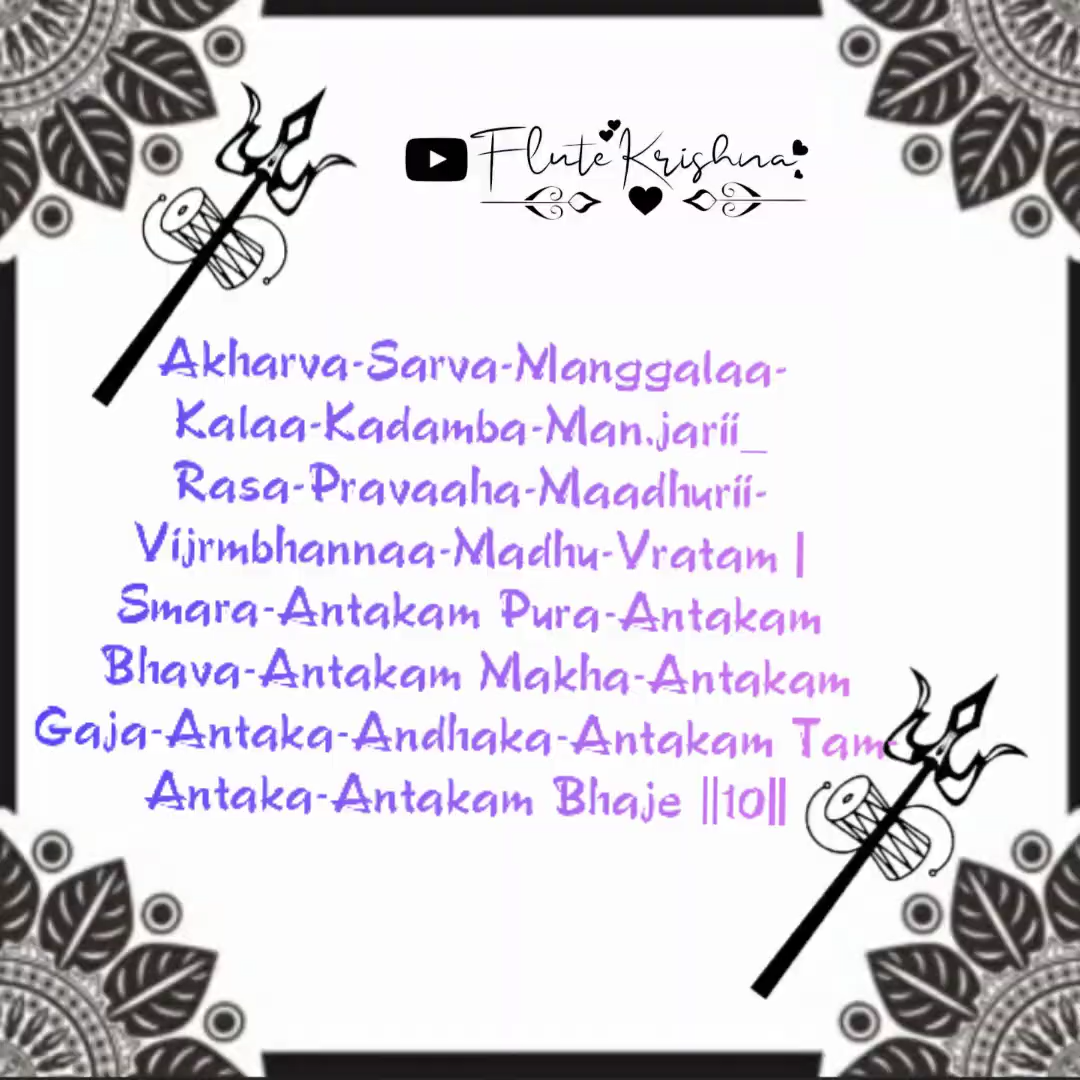 Flute Krishna
Akharva-Sarva-Manggalaa-
Kalaa-Kadamba-Man.jarii_
Rasa-Pravaaha-Maadhurii-
Vijrmbhannaa-Madhu-Vratam |
Smara-Antakam Pura-Antakam
Bhava-Antakam Makha-Antakam
Gaja-Antaka-Andhaka-Antakam Tam-
Antaka-Antakam Bhaje ||10||